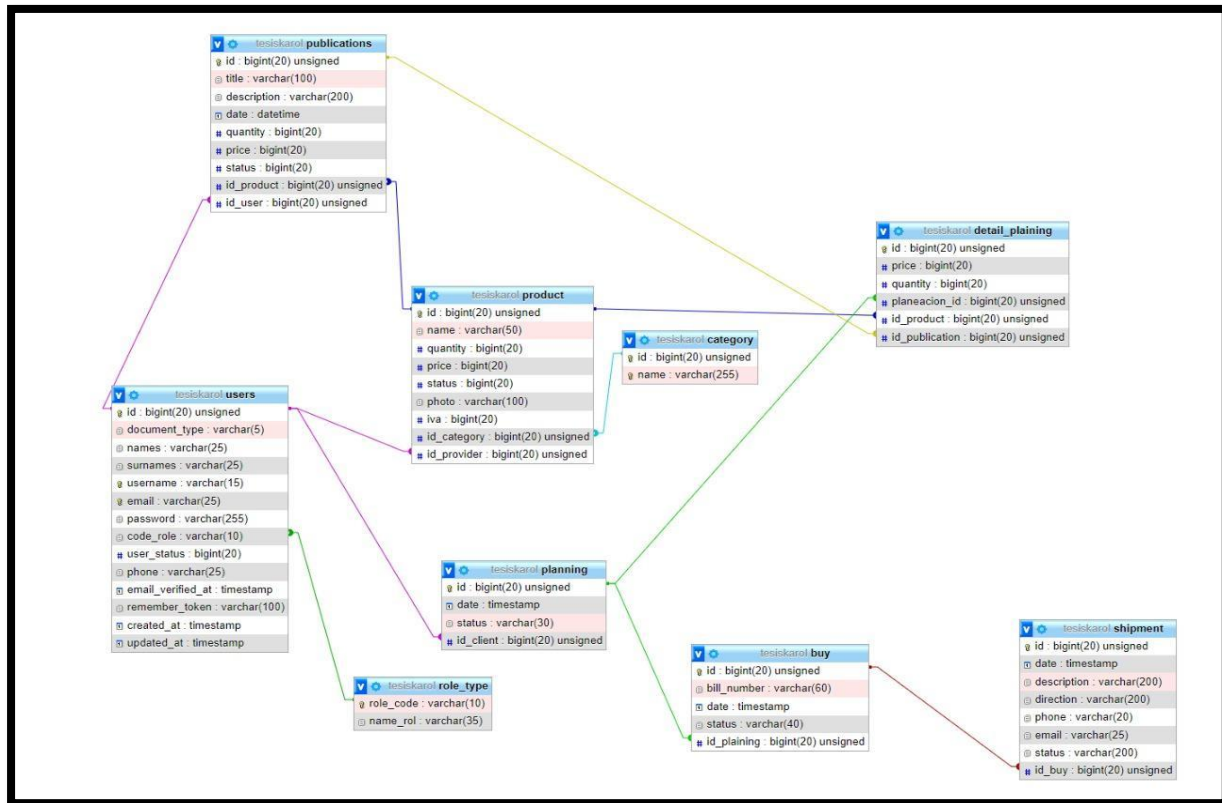 tesiskarol publications
id : bigint(20) unsigned
title : varchar(100)
description : varchar(200)
date : datetime
quantity : bigint(20)
price : bigint(20)
status : bigint(20)
id_product : bigint(20) unsigned
id_user : bigint(20) unsigned
tesiskarol detail_plaining
id : bigint(20) unsigned
price : bigint(20)
quantity : bigint(20)
planeacion_id : bigint(20) unsigned
id_product : bigint(20) unsigned
id_publication : bigint(20) unsigned
tesiskarol product
id : bigint(20) unsigned
name : varchar(50)
quantity : bigint(20)
price : bigint(20)
status : bigint(20)
photo : varchar(100)
iva : bigint(20)
id_category : bigint(20) unsigned
id_provider : bigint(20) unsigned
tesiskarol category
id : bigint(20) unsigned
name : varchar(255)
tesiskarol users
id : bigint(20) unsigned
document_type : varchar(5)
names : varchar(25)
surnames : varchar(25)
username : varchar(15)
email : varchar(25)
password : varchar(255)
code_role : varchar(10)
user_status : bigint(20)
phone : varchar(25)
email_verified_at : timestamp
remember_token : varchar(100)
created_at : timestamp
updated_at : timestamp
tesiskarol planning
id : bigint(20) unsigned
date : timestamp
status : varchar(30)
id_client : bigint(20) unsigned
tesiskarol role_type
role_code : varchar(10)
name_rol : varchar(35)
tesiskarol buy
id : bigint(20) unsigned
bill_number : varchar(60)
date : timestamp
status : varchar(40)
id_plaining : bigint(20) unsigned
tesiskarol shipment
id : bigint(20) unsigned
date : timestamp
description : varchar(200)
direction : varchar(200)
phone : varchar(20)
email : varchar(25)
status : varchar(200)
id_buy : bigint(20) unsigned